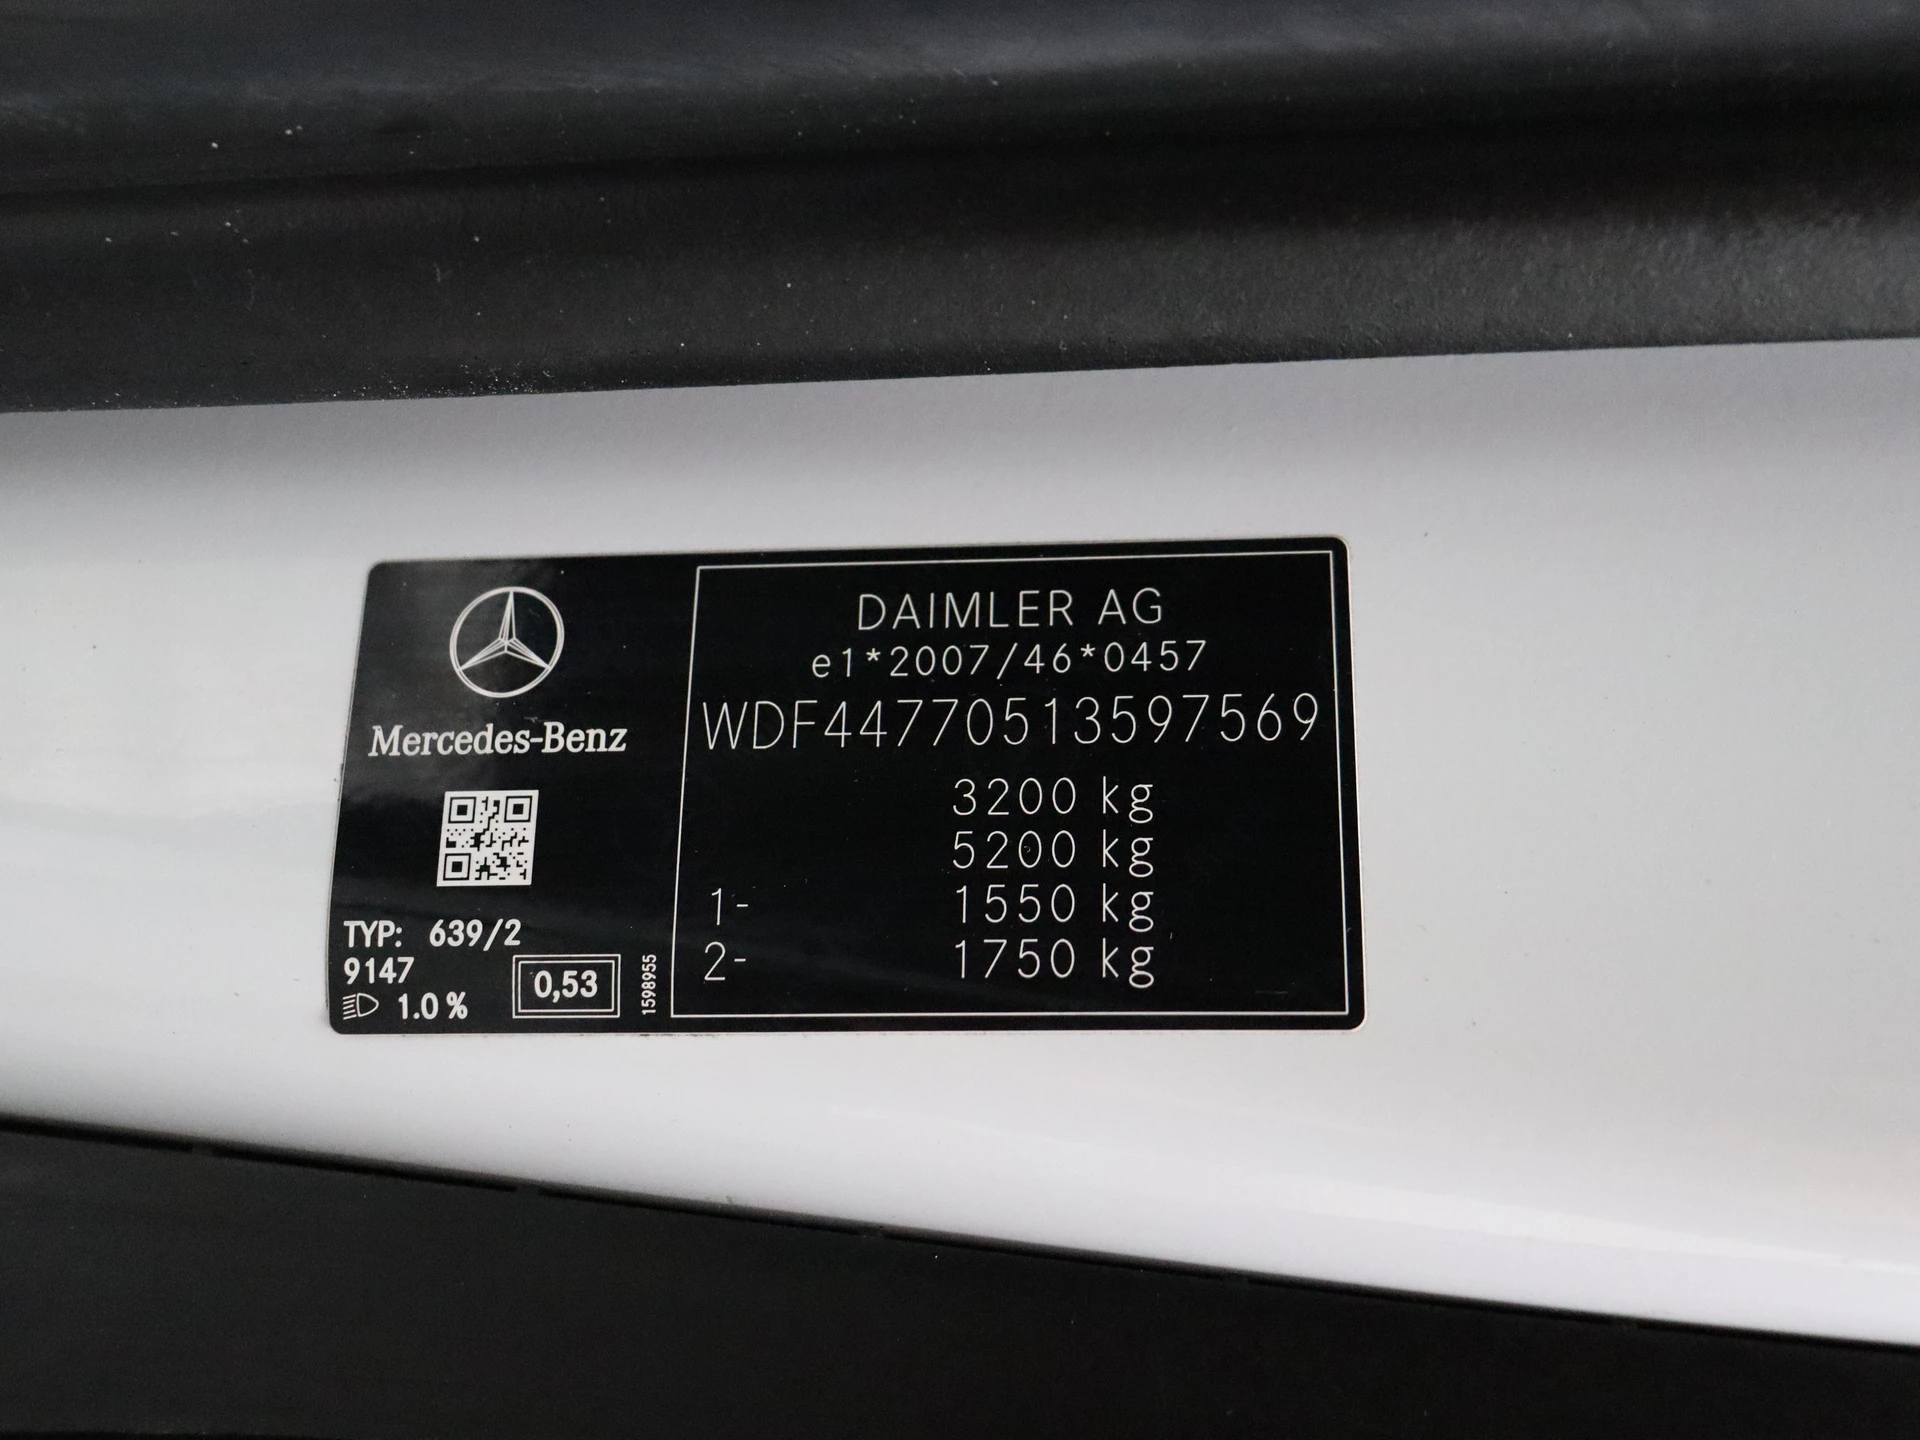 Mercedes-Benz
TYP: 639/2
9147
1.0 %
0,53
1598955
DAIMLER AG
e1*2007/46*0457
WDF44770513597569
3200 kg
5200 kg
1- 1550 kg
2- 1750 kg